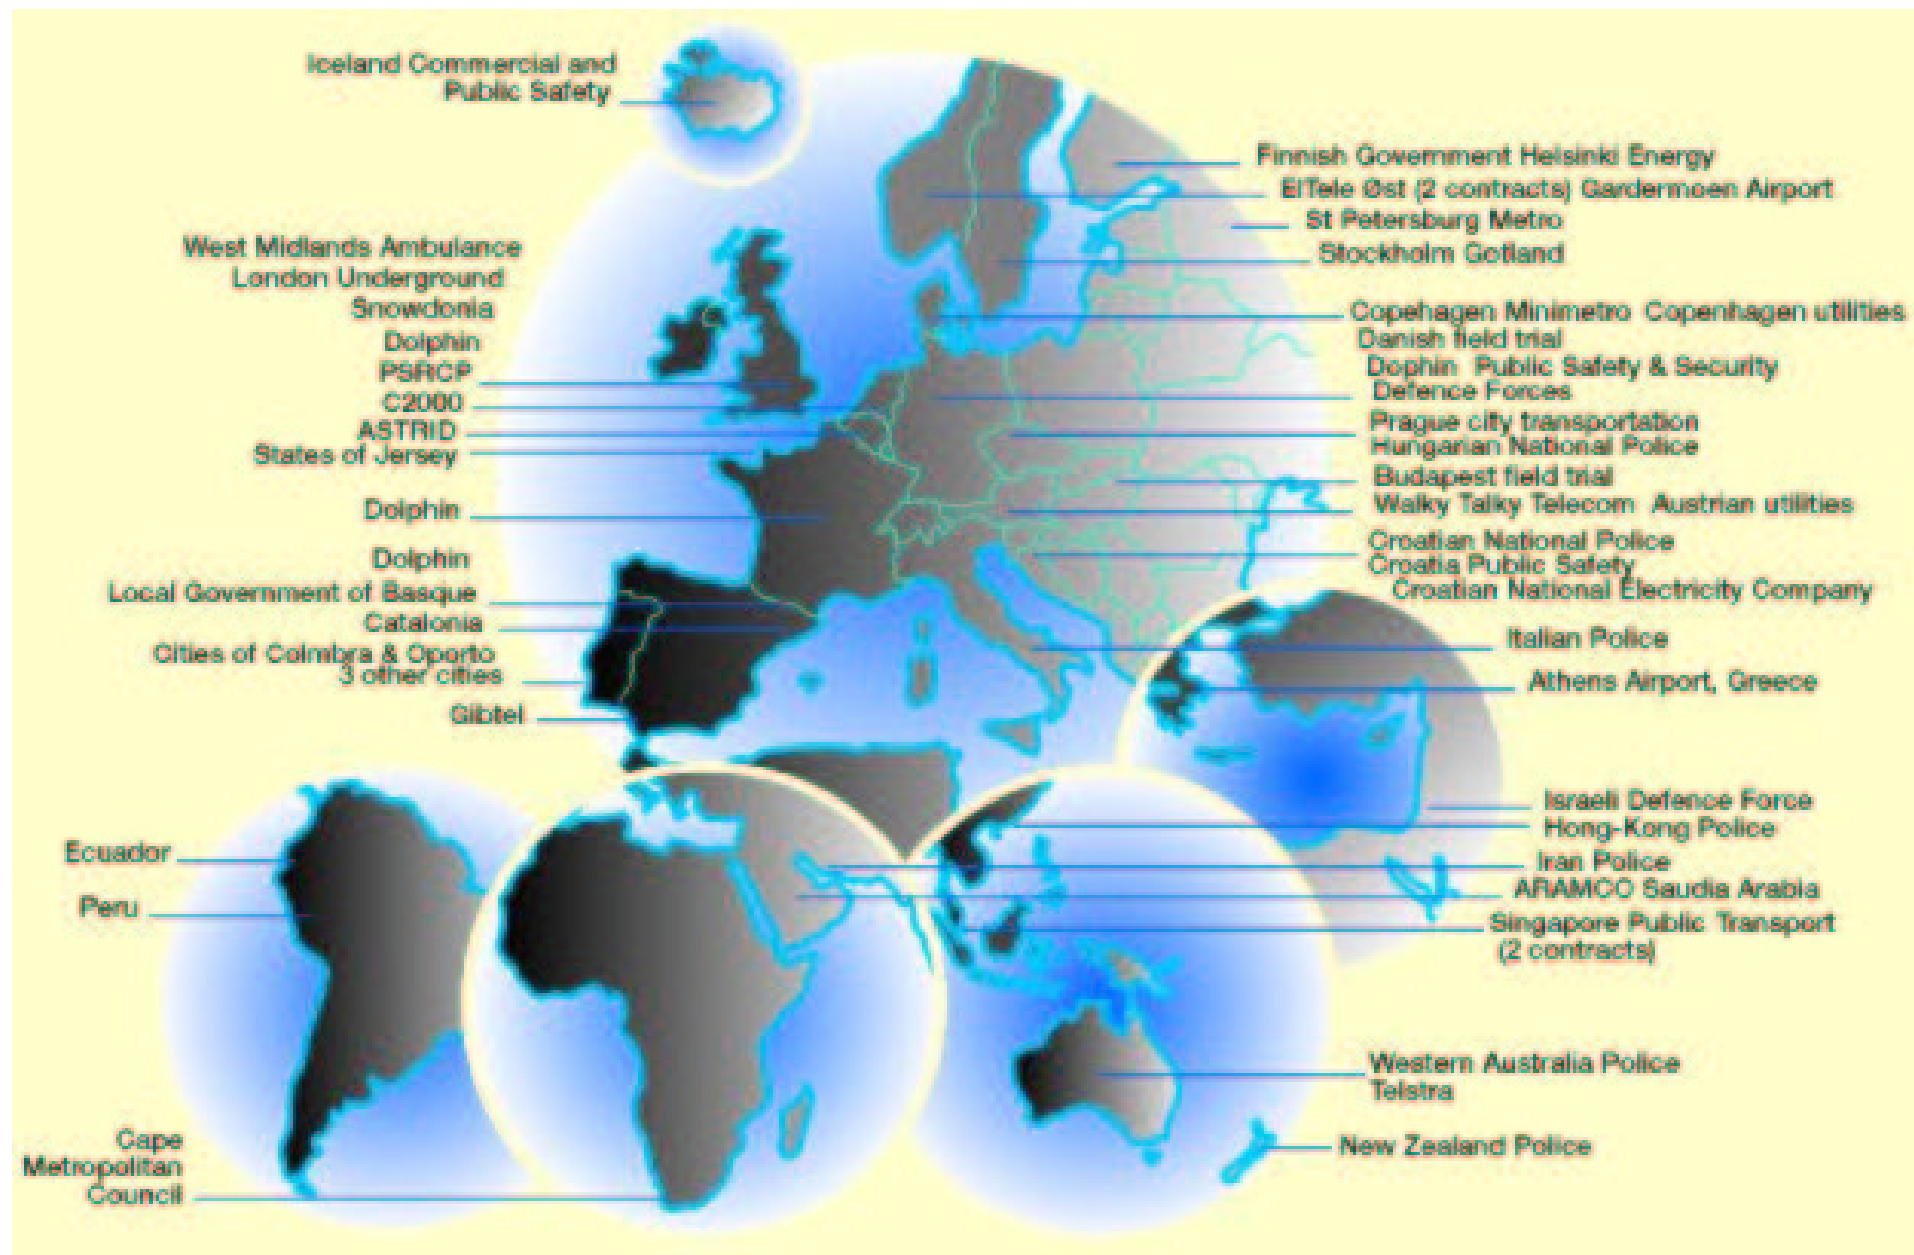 Iceland Commercial and
Public Safety
West Midlands Ambulance
London Underground
Snowdonia
Dolphin
PSRCP
C2000
ASTRID
States of Jersey
Dolphin
Dolphin
Local Government of Basque
Catalonia
Cities of Coimbra & Oporto
3 other cities
Gibtel
Ecuador
Peru
Cape
Metropolitan
Council
Finnish Government Helsinki Energy
ElTele Øst (2 contracts) Gardermoen Airport
St Petersburg Metro
Stockholm Gotland
Copehagen Minimetro Copenhagen utilities
Danish field trial
Dophin Public Safety & Security
Defence Forces
Prague city transportation
Hungarian National Police
Budapest field trial
Walky Talky Telecom Austrian utilities
Croatian National Police
Croatia Public Safety
Croatian National Electricity Company
Italian Police
Athens Airport, Greece
Israeli Defence Force
Hong-Kong Police
Iran Police
ARAMCO Saudia Arabia
Singapore Public Transport
(2 contracts)
Western Australia Police
Telstra
New Zealand Police